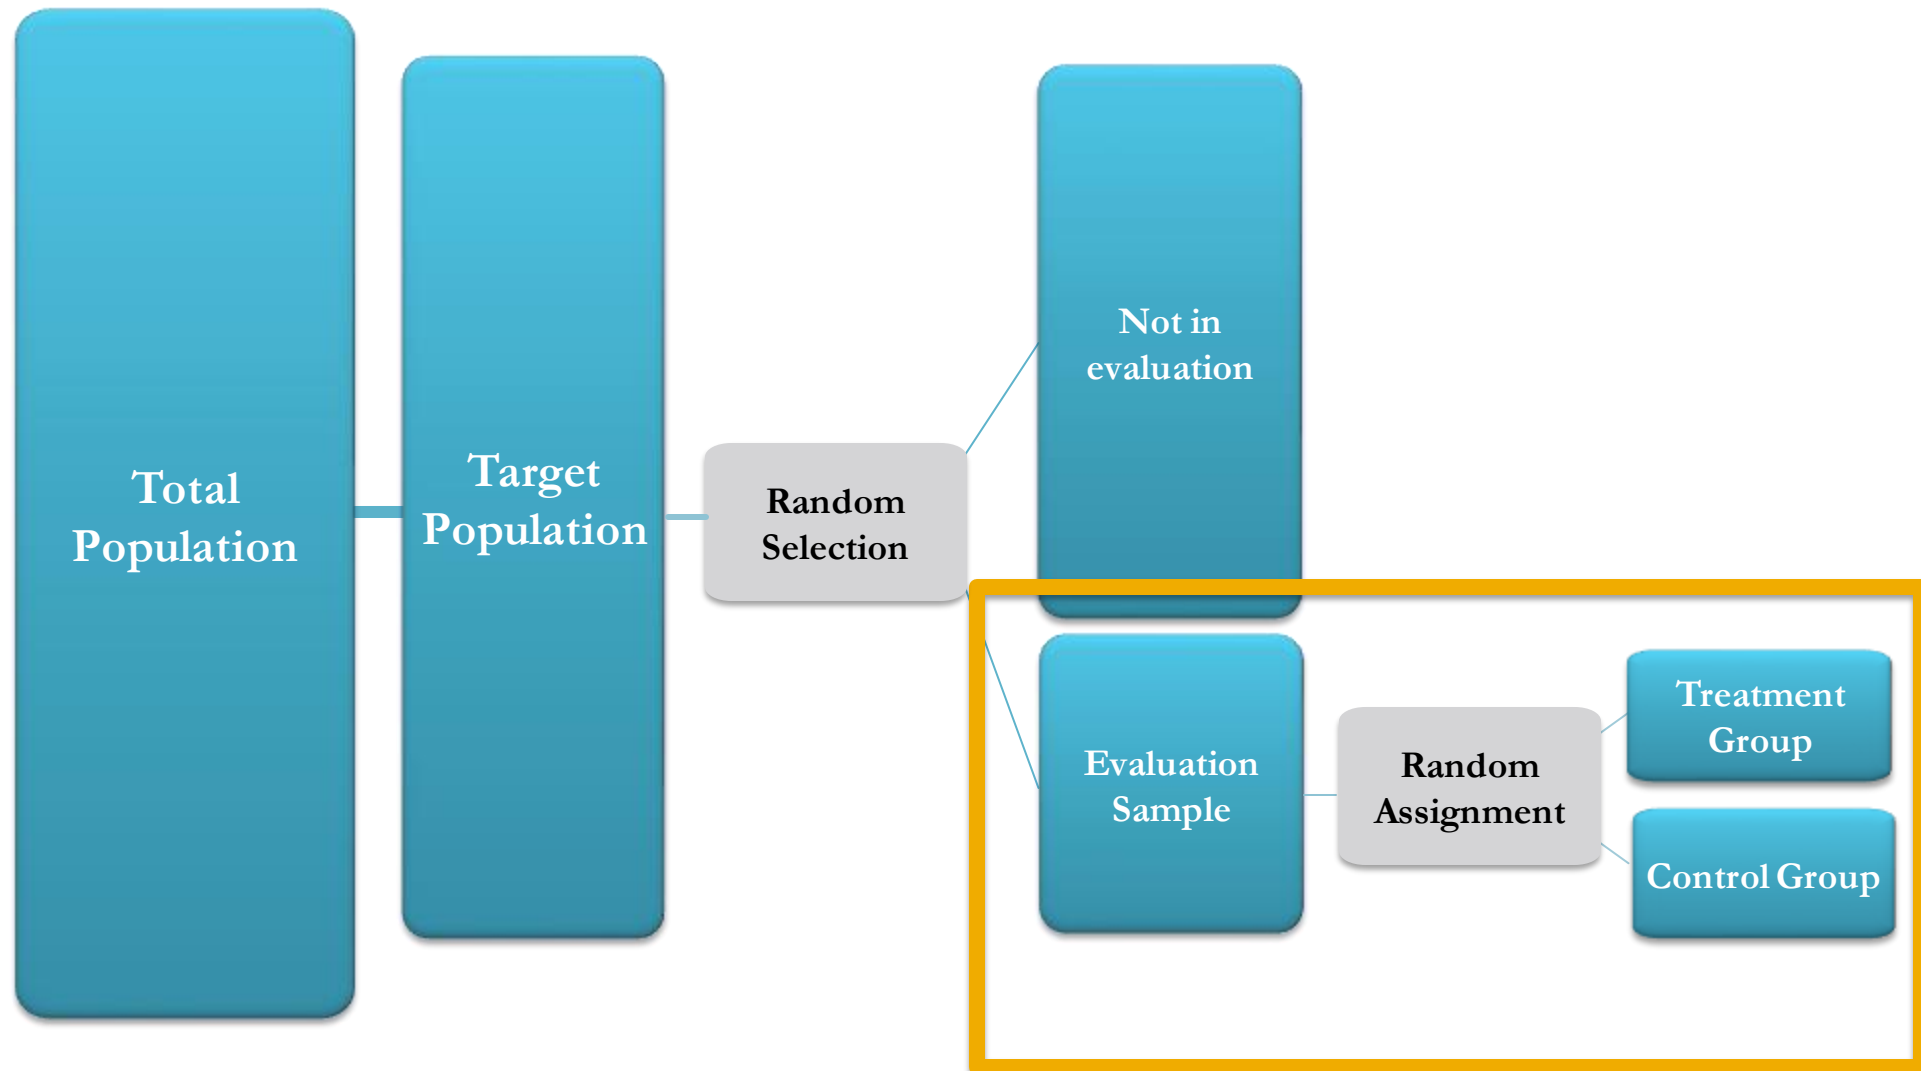 Total
Population
Target
Population
Random
Selection
Not in
evaluation
Evaluation
Sample
Random
Assignment
Treatment
Group
Control Group